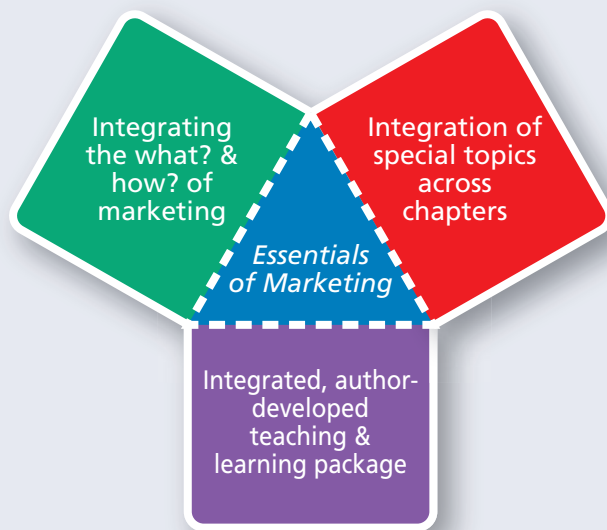 Integrating
the what? &
how? of
marketing
Integration of
special topics
across
chapters
Essentials
of Marketing
Integrated, author-
developed
teaching &
learning package